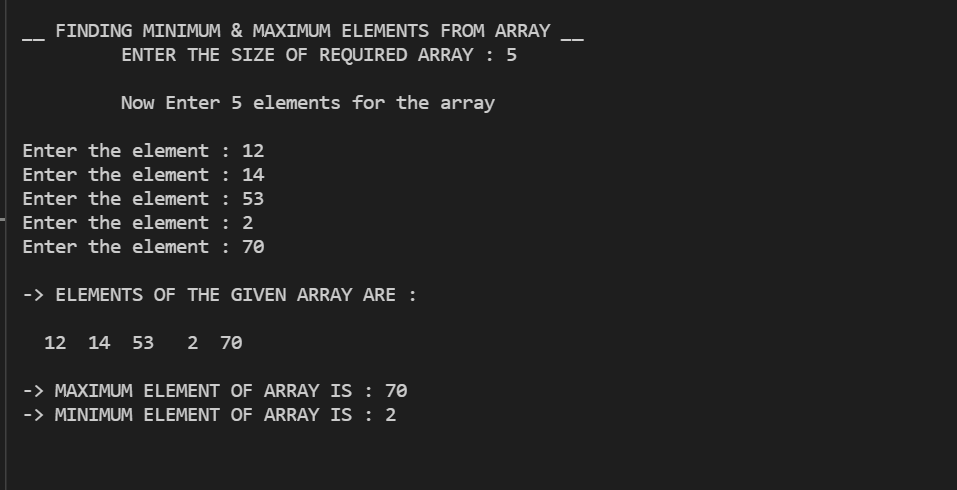 __ FINDING MINIMUM & MAXIMUM ELEMENTS FROM ARRAY __
ENTER THE SIZE OF REQUIRED ARRAY : 5
Now Enter 5 elements for the array
Enter the element : 12
Enter the element : 14
Enter the element : 53
Enter the element : 2
Enter the element : 70
-> ELEMENTS OF THE GIVEN ARRAY ARE :
12  14  53   2  70
-> MAXIMUM ELEMENT OF ARRAY IS : 70
-> MINIMUM ELEMENT OF ARRAY IS : 2